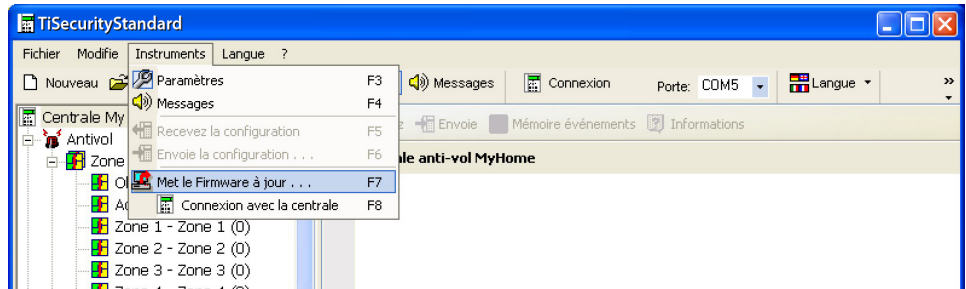 TiSecurityStandard
Fichier Modifie Instruments Langue ?
Nouveau Messages Connexion Porte: COM5 Langue »
Paramètres F3
Messages F4
Recevez la configuration F5
Envoie la configuration . . . F6
Met le Firmware à jour . . . F7
Connexion avec la centrale F8
Envoie Mémoire événements Informations
anti-vol MyHome
Centrale My
Antivol
Zone
Zone 1 - Zone 1 (0)
Zone 2 - Zone 2 (0)
Zone 3 - Zone 3 (0)